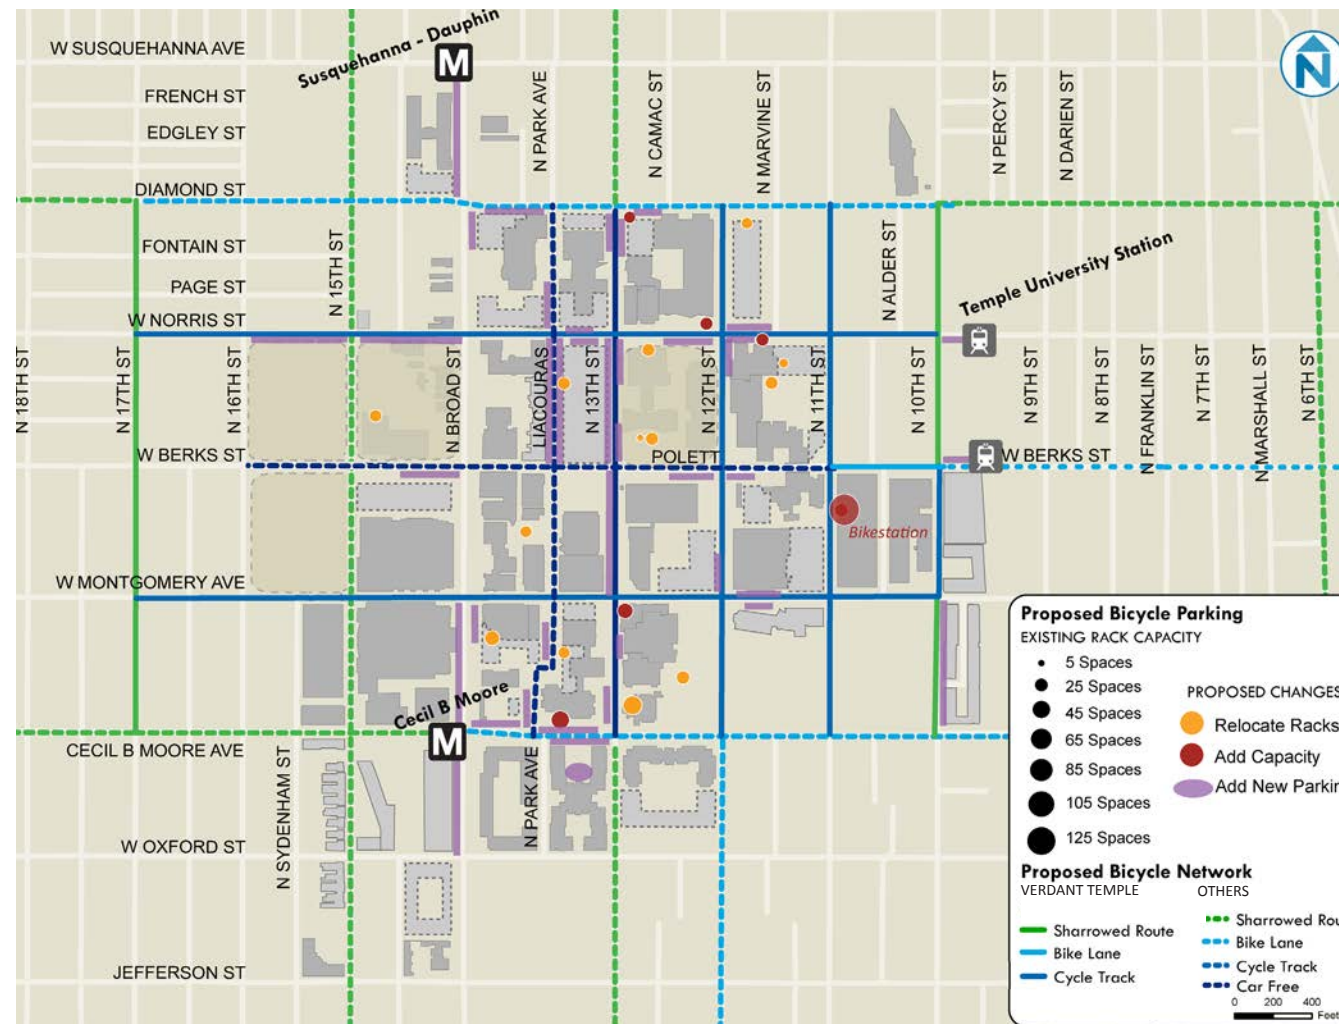 Susquehanna - Dauphin
W SUSQUEHANNA AVE
M
N
FRENCH ST
EDGLEY ST
N PARK AVE
N CAMAC ST
N MARVINE ST
N PERCY ST
N DARIEN ST
DIAMOND ST
FONTAIN ST
N 15TH ST
N ALDER ST
Temple University Station
PAGE ST
W NORRIS ST
N 18TH ST
N 17TH ST
N 16TH ST
N BROAD ST
LIACOURAS
N 13TH ST
N 12TH ST
N 11TH ST
N 10TH ST
N 9TH ST
N 8TH ST
N FRANKLIN ST
N 7TH ST
N MARSHALL ST
N 6TH ST
W BERKS ST
POLETT
W BERKS ST
Bikestation
W MONTGOMERY AVE
Cecil B Moore
M
CECIL B MOORE AVE
N SYDENHAM ST
N PARK AVE
W OXFORD ST
JEFFERSON ST
Proposed Bicycle Parking
EXISTING RACK CAPACITY
5 Spaces
25 Spaces
45 Spaces
65 Spaces
85 Spaces
105 Spaces
125 Spaces
PROPOSED CHANGES
Relocate Racks
Add Capacity
Add New Parkin
Proposed Bicycle Network
VERDANT TEMPLE
Sharrowed Route
Bike Lane
Cycle Track
OTHERS
Sharrowed Rou
Bike Lane
Cycle Track
Car Free
0 200 400
Feet